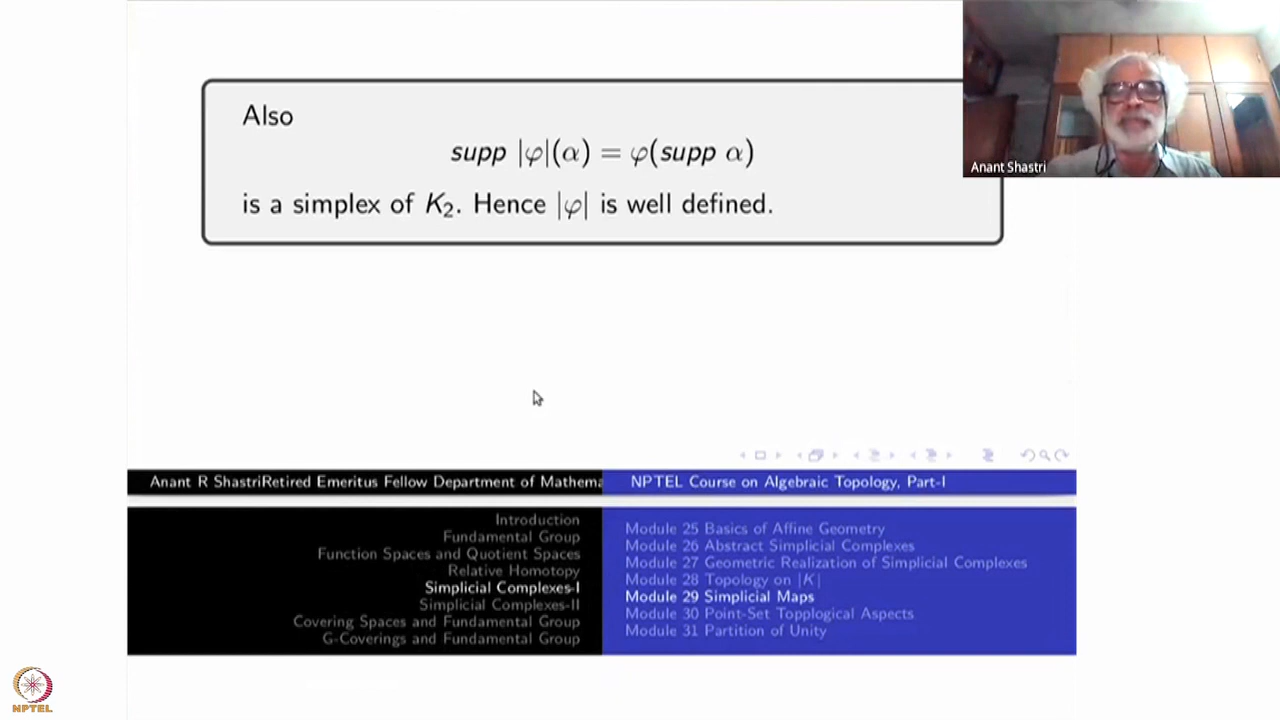 Also
supp |φ|(α) = φ(supp α)
is a simplex of K₂. Hence |φ| is well defined.
Anant Shastri
Anant R ShastriRetired Emeritus Fellow Department of Mathema
NPTEL Course on Algebraic Topology, Part-I
Introduction
Fundamental Group
Function Spaces and Quotient Spaces
Relative Homotopy
Simplicial Complexes-I
Simplicial Complexes-II
Covering Spaces and Fundamental Group
G-Coverings and Fundamental Group
Module 25 Basics of Affine Geometry
Module 26 Abstract Simplicial Complexes
Module 27 Geometric Realization of Simplicial Complexes
Module 28 Topology on |K|
Module 29 Simplicial Maps
Module 30 Point-Set Topplogical Aspects
Module 31 Partition of Unity
NPTEL